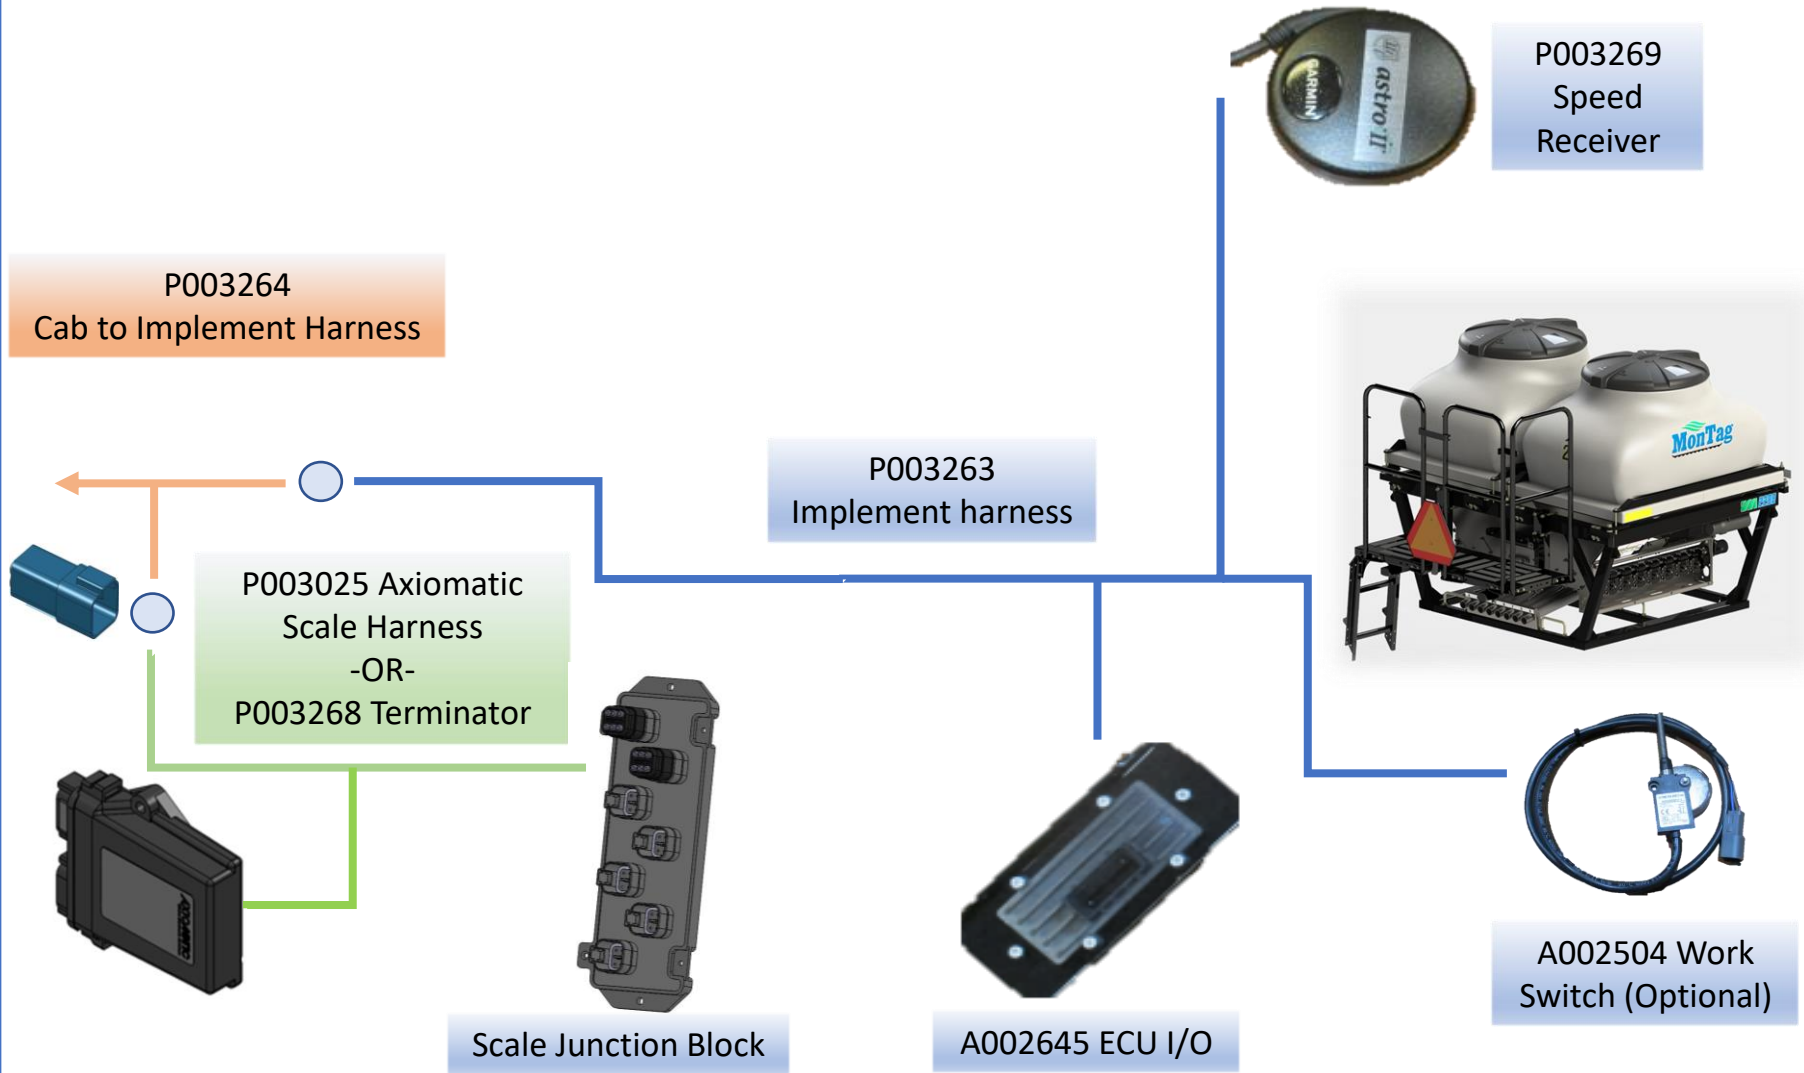 P003269
Speed
Receiver
GARMIN
astro II
P003264
Cab to Implement Harness
P003263
Implement harness
MonTag
P003025 Axiomatic
Scale Harness
-OR-
P003268 Terminator
A002504 Work
Switch (Optional)
Scale Junction Block
A002645 ECU I/O